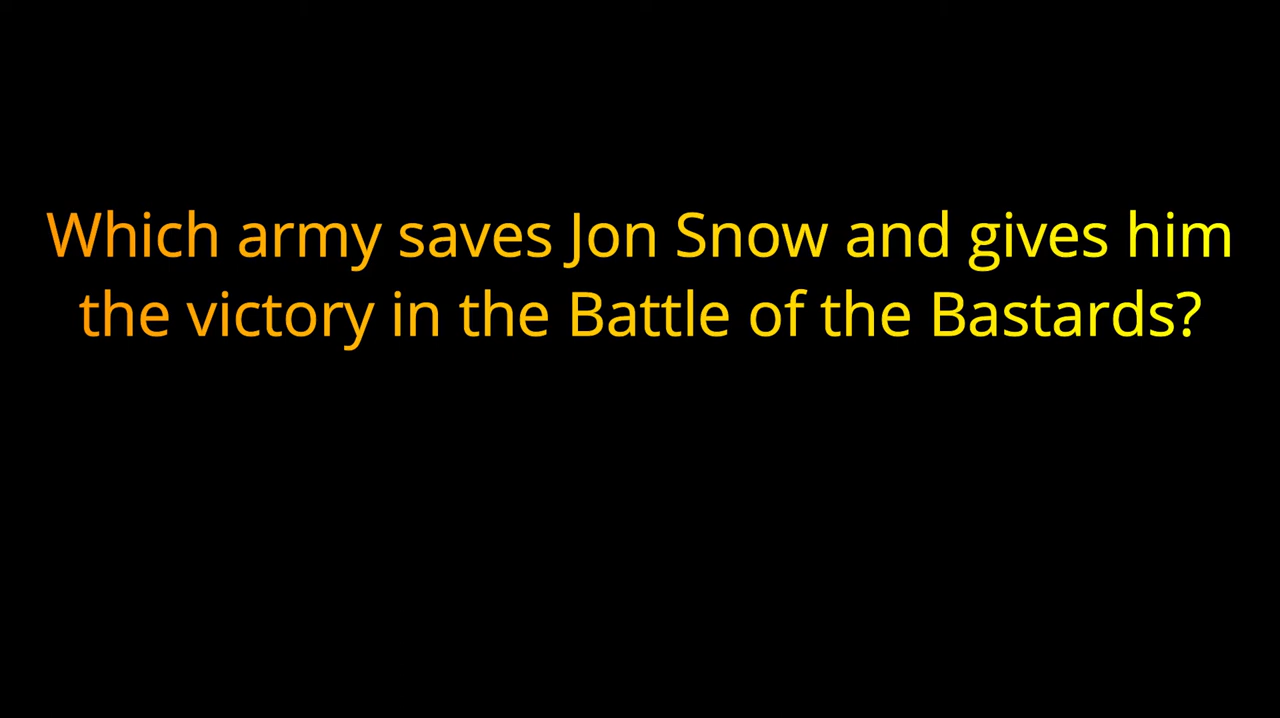 Which army saves Jon Snow and gives him
the victory in the Battle of the Bastards?